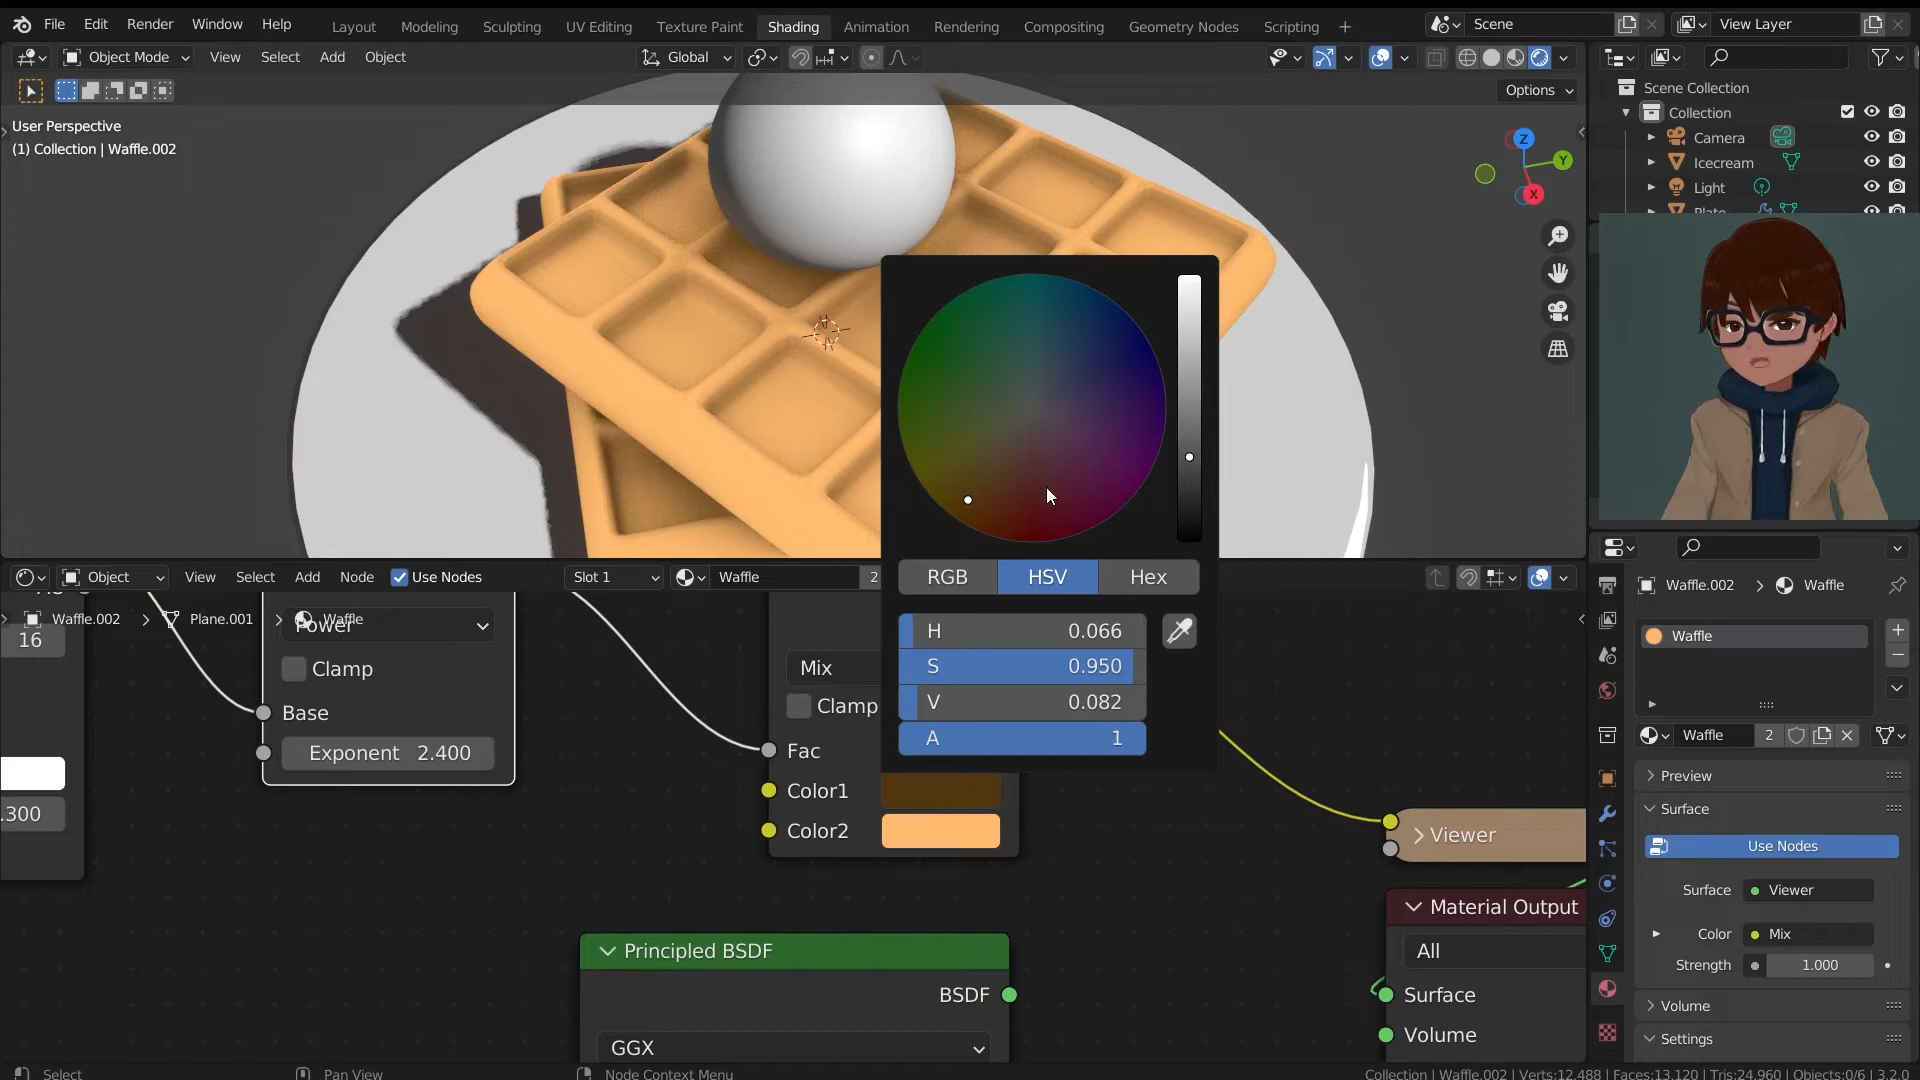 File Edit Render Window Help Layout Modeling Sculpting UV Editing Texture Paint Shading Animation Rendering Compositing Geometry Nodes Scripting + Scene View Layer
Object Mode View Select Add Object Global
Options
User Perspective
(1) Collection | Waffle.002
Z
Y
X
Scene Collection
Collection
Camera
Icecream
Light
Plate
RGB HSV Hex
H 0.066
S 0.950
V 0.082
A 1
Object View Select Add Node Use Nodes Slot 1 Waffle 2
Waffle.002 > Plane.001 > Waffle
16
.300
Power
Clamp
Base
Exponent 2.400
Mix
Clamp
Fac
Color1
Color2
Viewer
Material Output
All
Surface
Volume
Principled BSDF
BSDF
GGX
Waffle.002 > Waffle
Waffle
Waffle 2
Preview
Surface
Use Nodes
Surface Viewer
Color Mix
Strength 1.000
Volume
Settings
Select Pan View Node Context Menu Collection | Waffle.002 | Verts:12,488 | Faces:13,120 | Tris:24,960 | Objects:0/6 | 3.2.0